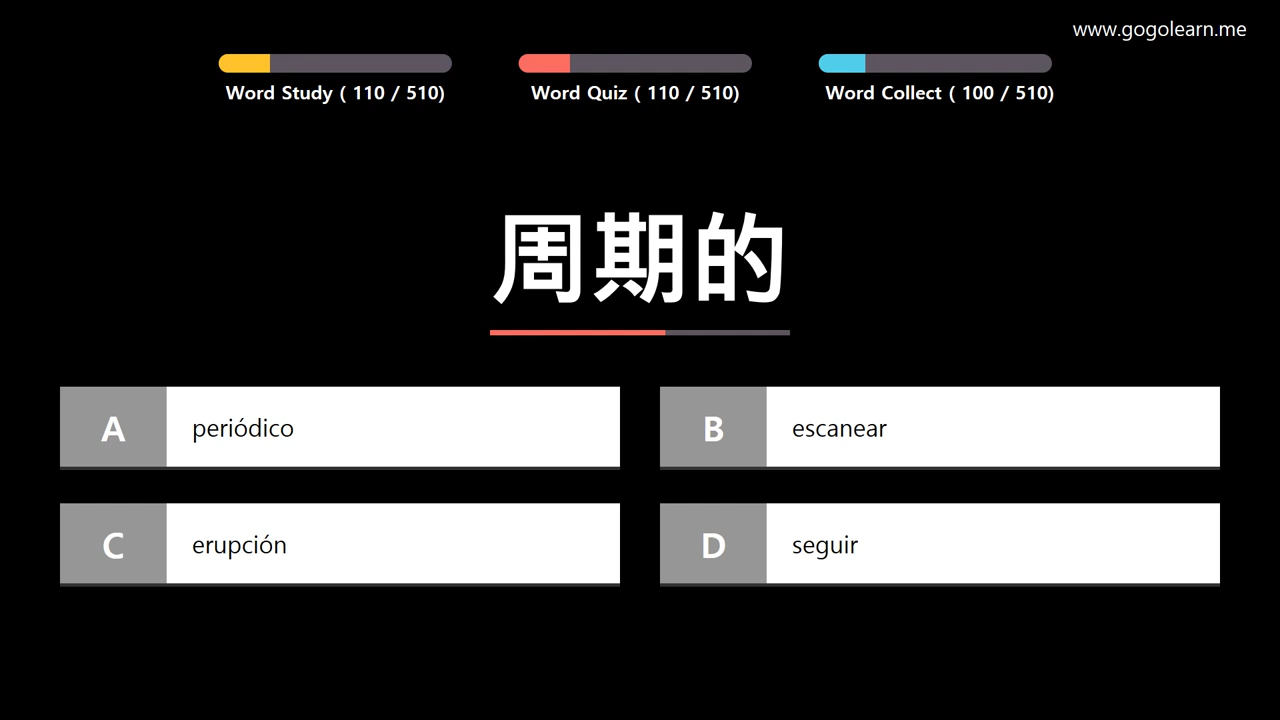 www.gogolearn.me
Word Study ( 110 / 510)
Word Quiz ( 110 / 510)
Word Collect ( 100 / 510)
周期的
A periódico
B escanear
C erupción
D seguir